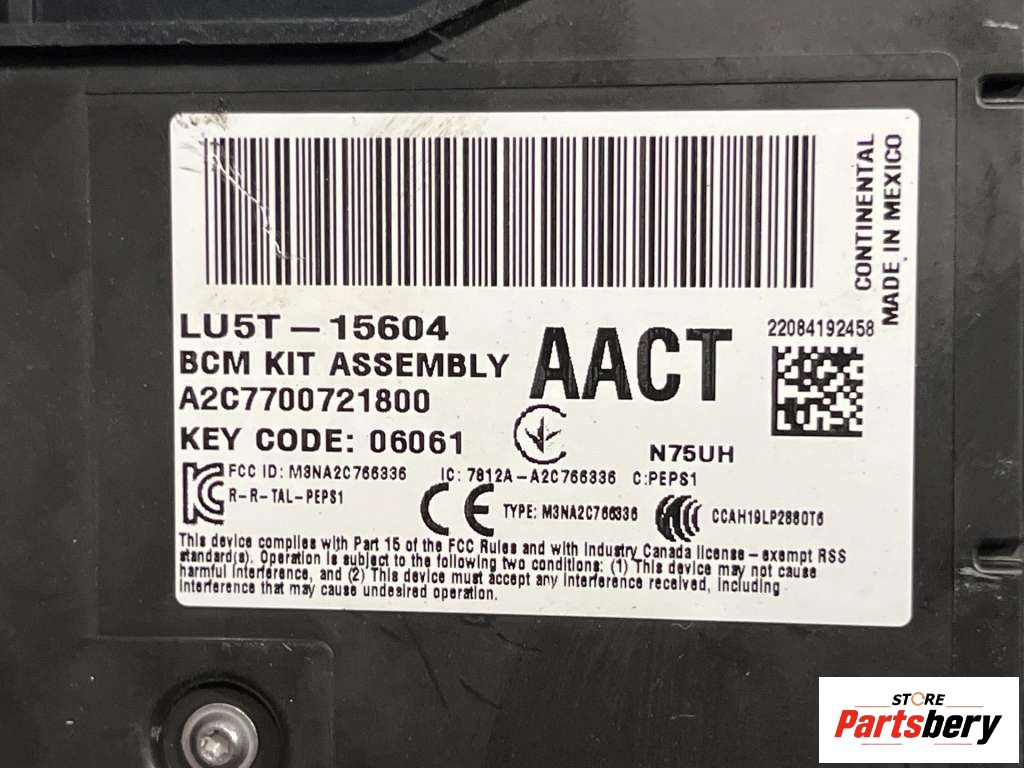 CONTINENTAL
MADE IN MEXICO
LU5T-15604
BCM KIT ASSEMBLY
A2C7700721800
KEY CODE: 06061
AACT
22084192458
N75UH
FCC ID: M3NA2C766336 IC: 7812A-A2C766336 C:PEPS1
R-R-TAL-PEPS1
CE
TYPE: M3NA2C766336
CCC
CCAH19LP2880T6
This device complies with Part 15 of the FCC Rules and with Industry Canada license-exempt RSS
standard(s). Operation is subject to the following two conditions: (1) This device may not cause
harmful interference, and (2) This device must accept any interference received, including
interference that may cause undesired operation.
STORE
Partsbery